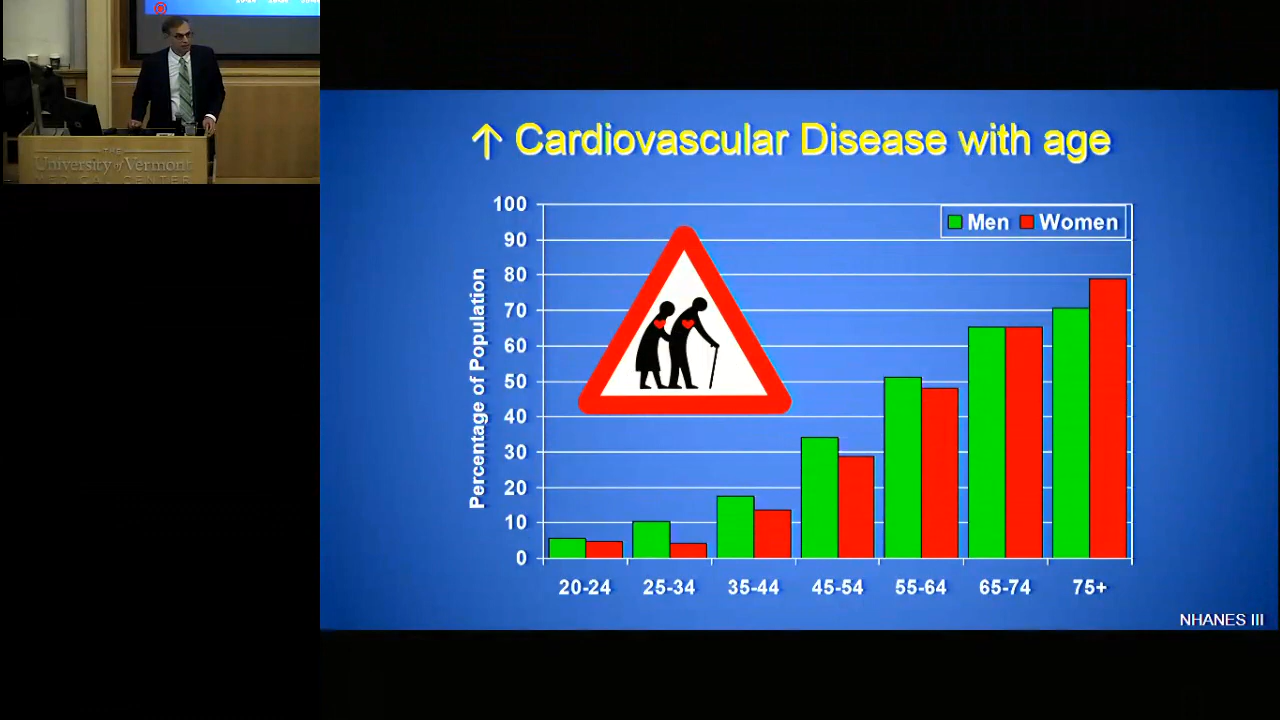 THE
University of Vermont
MEDICAL CENTER
↑ Cardiovascular Disease with age
Men Women
Percentage of Population
100
90
80
70
60
50
40
30
20
10
0
20-24 25-34 35-44 45-54 55-64 65-74 75+
NHANES III